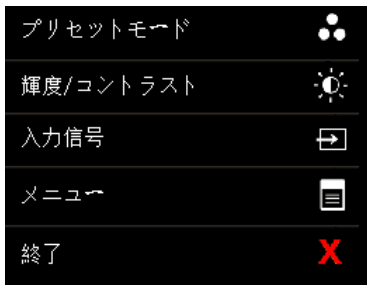 プリセットモード
輝度/コントラスト
入力信号
メニュー
終了